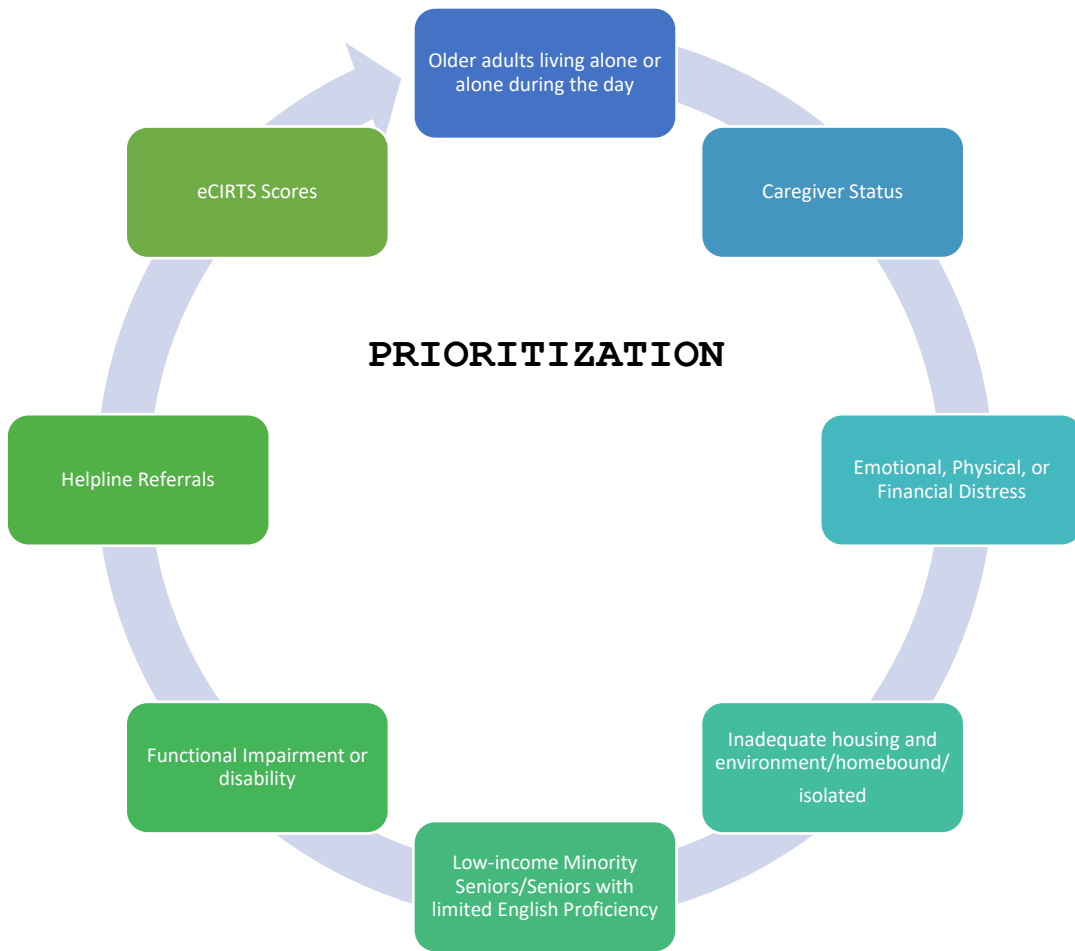 Older adults living alone or
alone during the day
Caregiver Status
Emotional, Physical, or
Financial Distress
Inadequate housing and
environment/homebound/
isolated
Low-income Minority
Seniors/Seniors with
limited English Proficiency
Functional Impairment or
disability
Helpline Referrals
eCIRTS Scores
PRIORITIZATION